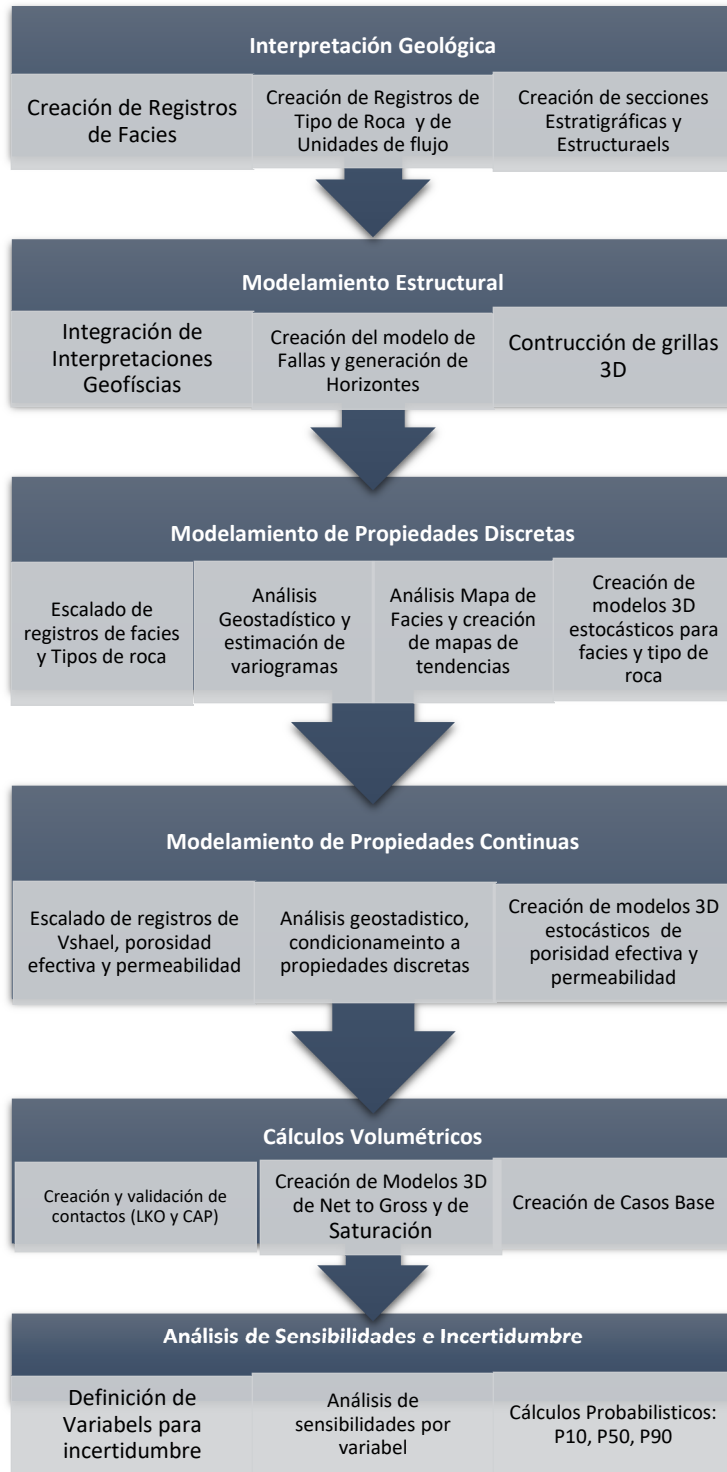 Interpretación Geológica
Creación de Registros
de Facies
Creación de Registros de
Tipo de Roca y de
Unidades de flujo
Creación de secciones
Estratigráficas y
Estructuraels
Modelamiento Estructural
Integración de
Interpretaciones
Geofíscias
Creación del modelo de
Fallas y generación de
Horizontes
Contrucción de grillas
3D
Modelamiento de Propiedades Discretas
Escalado de
registros de facies
y Tipos de roca
Análisis
Geostadístico y
estimación de
variogramas
Análisis Mapa de
Facies y creación
de mapas de
tendencias
Creación de
modelos 3D
estocásticos para
facies y tipo de
roca
Modelamiento de Propiedades Continuas
Escalado de registros de
Vshael, porosidad
efectiva y permeabilidad
Análisis geostadistico,
condicionameinto a
propiedades discretas
Creación de modelos 3D
estocásticos de
porisidad efectiva y
permeabilidad
Cálculos Volumétricos
Creación y validación de
contactos (LKO y CAP)
Creación de Modelos 3D
de Net to Gross y de
Saturación
Creación de Casos Base
Análisis de Sensibilidades e Incertidumbre
Definición de
Variabels para
incertidumbre
Análisis de
sensibilidades por
variabel
Cálculos Probabilisticos:
P10, P50, P90